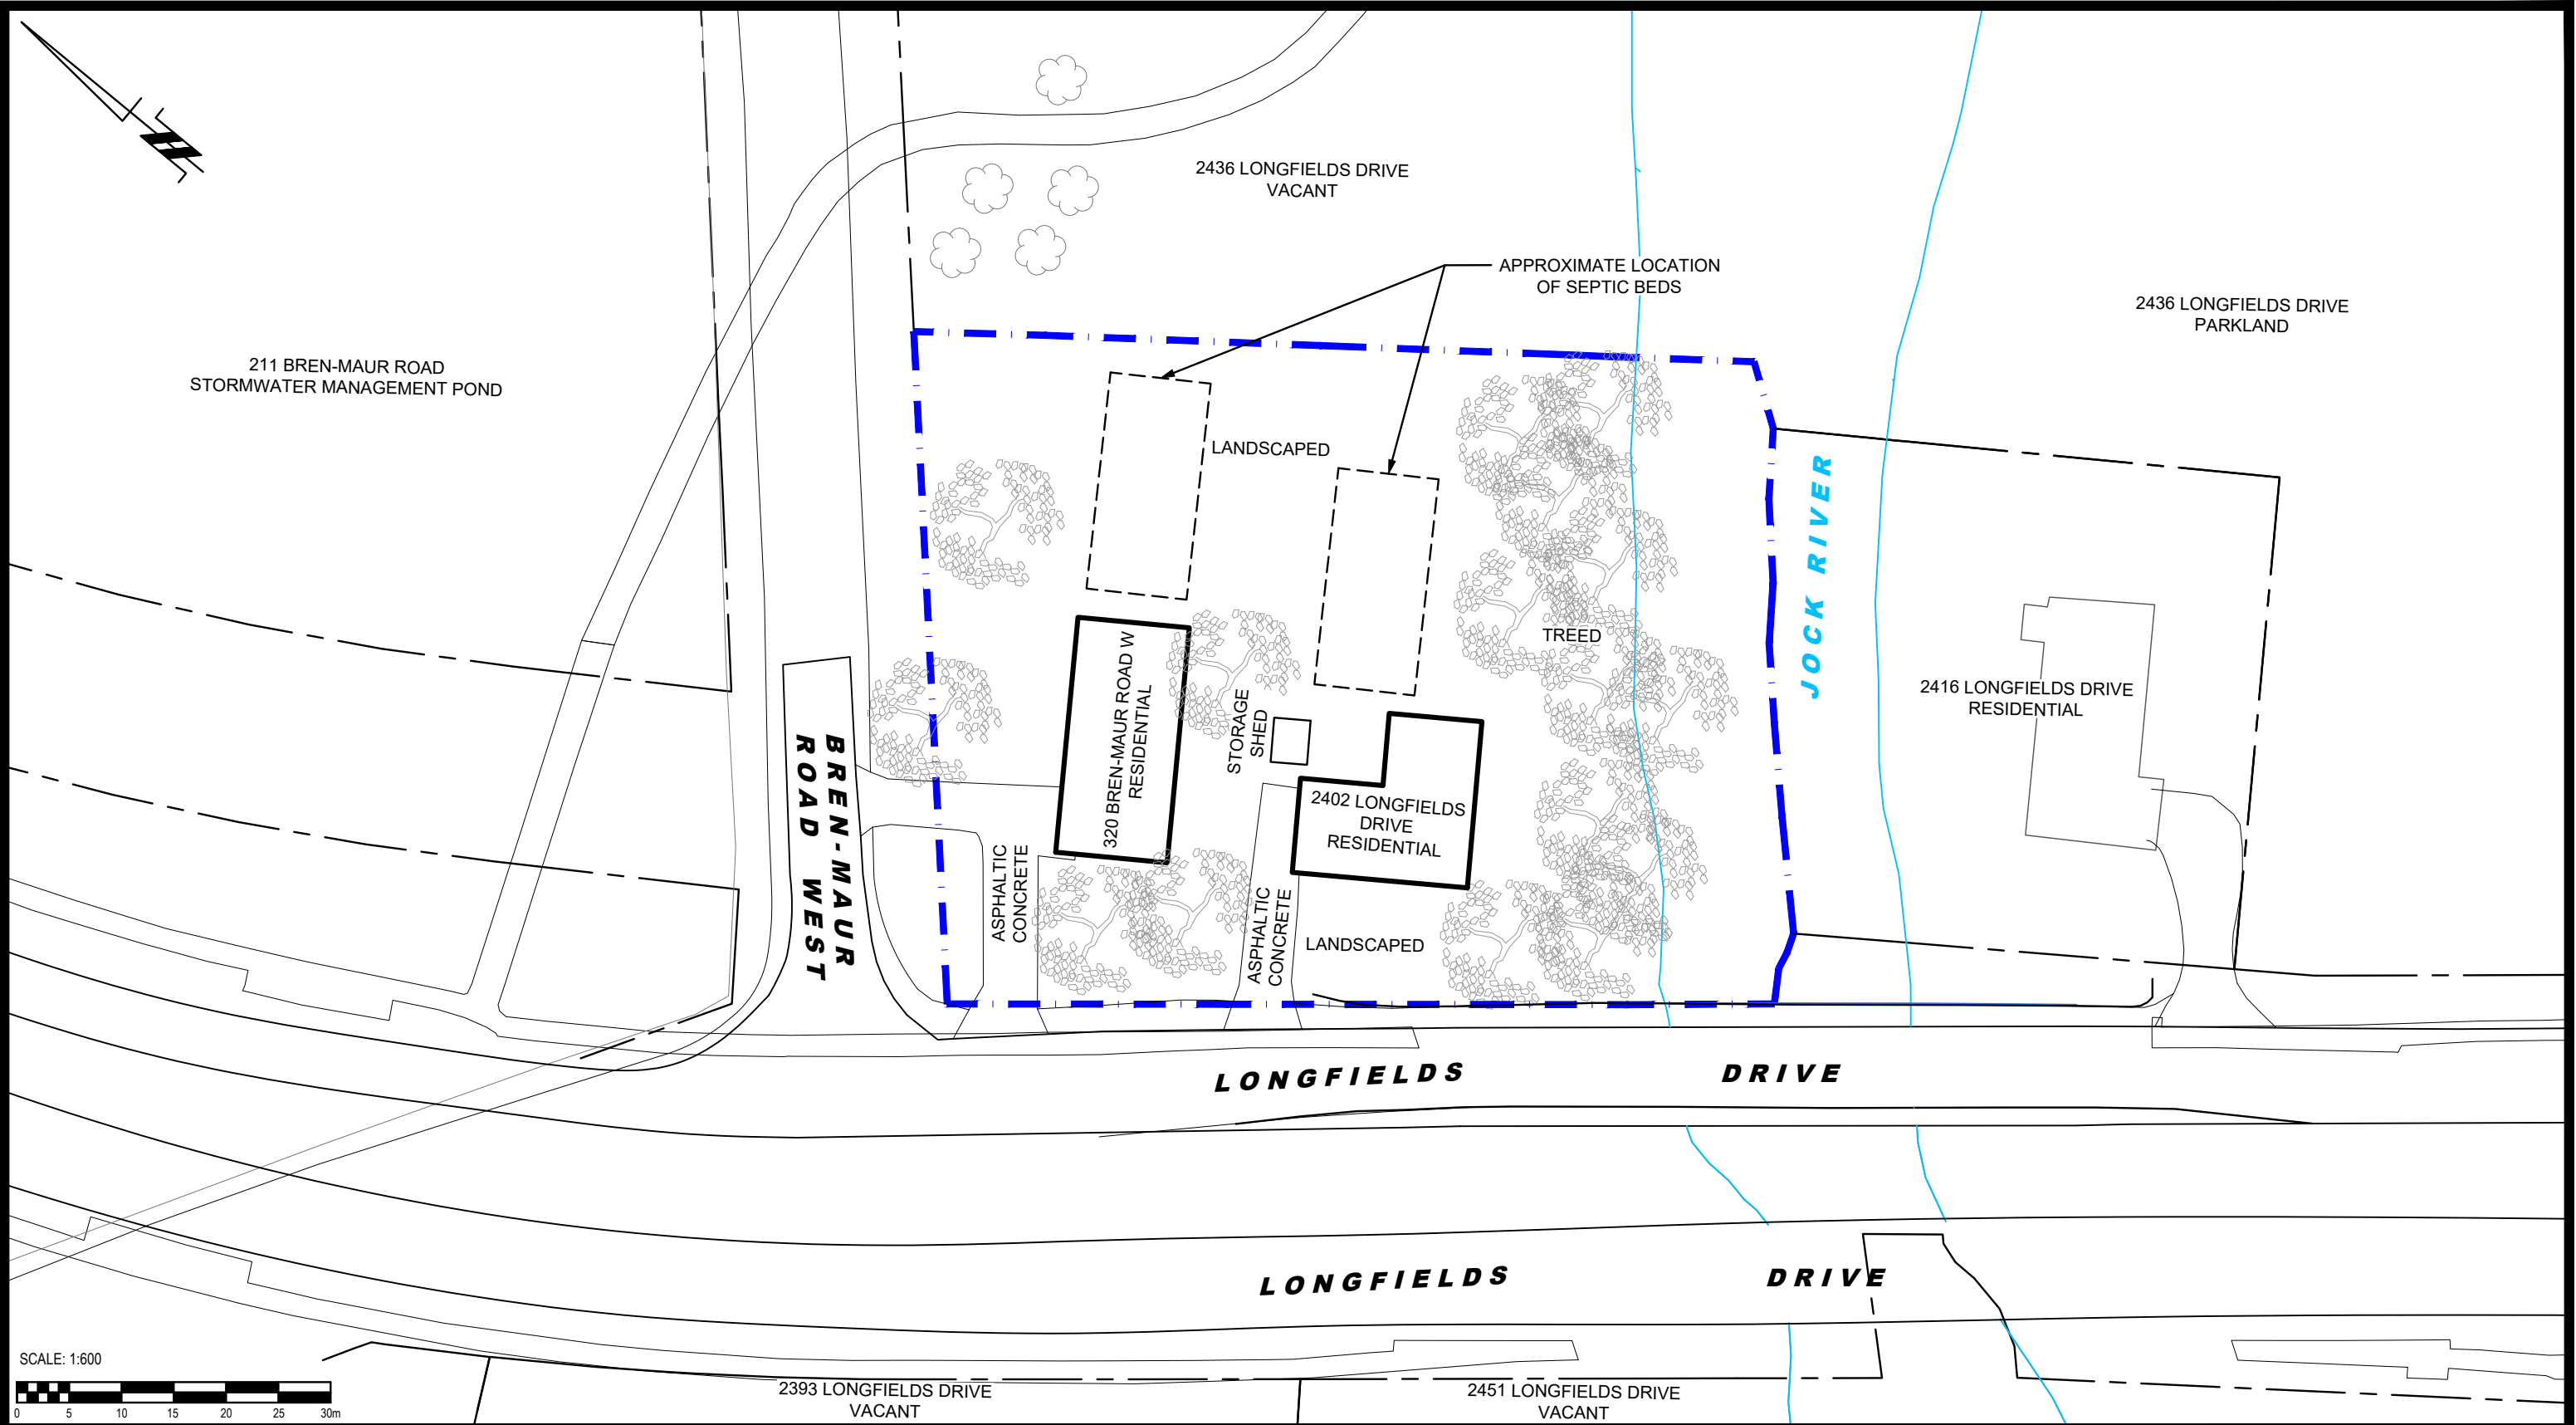 2436 LONGFIELDS DRIVE
VACANT
APPROXIMATE LOCATION
OF SEPTIC BEDS
2436 LONGFIELDS DRIVE
PARKLAND
211 BREN-MAUR ROAD
STORMWATER MANAGEMENT POND
LANDSCAPED
JOCK RIVER
TREED
320 BREN-MAUR ROAD W
RESIDENTIAL
STORAGE
SHED
2416 LONGFIELDS DRIVE
RESIDENTIAL
BREN-MAUR
ROAD WEST
2402 LONGFIELDS
DRIVE
RESIDENTIAL
ASPHALTIC
CONCRETE
ASPHALTIC
CONCRETE
LANDSCAPED
LONGFIELDS DRIVE
LONGFIELDS DRIVE
SCALE: 1:600
0 5 10 15 20 25 30m
2393 LONGFIELDS DRIVE
VACANT
2451 LONGFIELDS DRIVE
VACANT